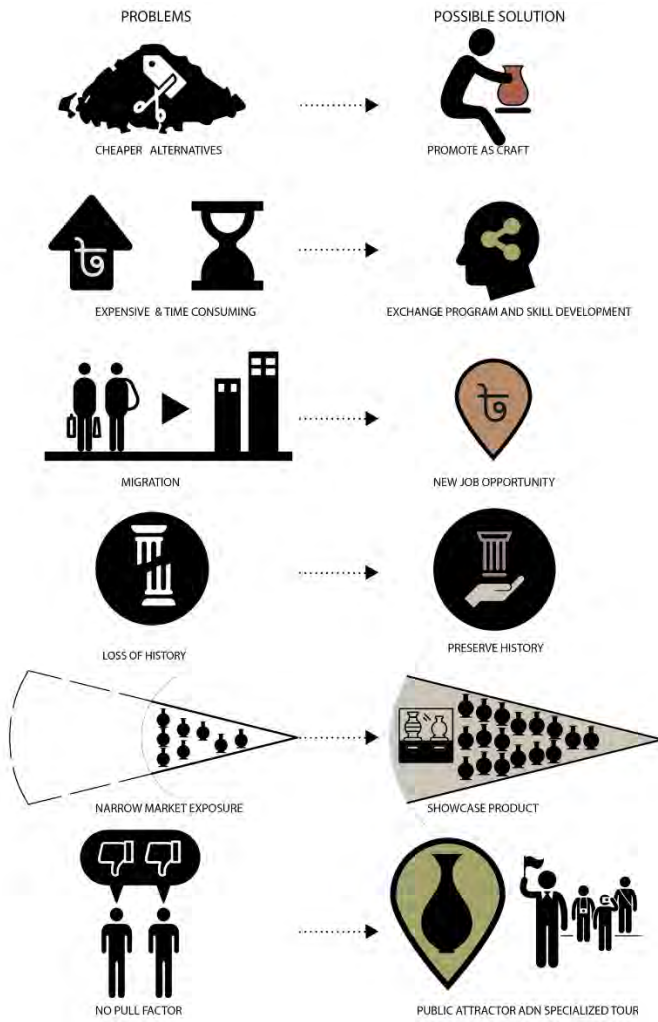 PROBLEMS
POSSIBLE SOLUTION
CHEAPER ALTERNATIVES
PROMOTE AS CRAFT
৳
EXPENSIVE & TIME CONSUMING
EXCHANGE PROGRAM AND SKILL DEVELOPMENT
৳
MIGRATION
NEW JOB OPPORTUNITY
LOSS OF HISTORY
PRESERVE HISTORY
NARROW MARKET EXPOSURE
SHOWCASE PRODUCT
NO PULL FACTOR
PUBLIC ATTRACTOR ADN SPECIALIZED TOUR